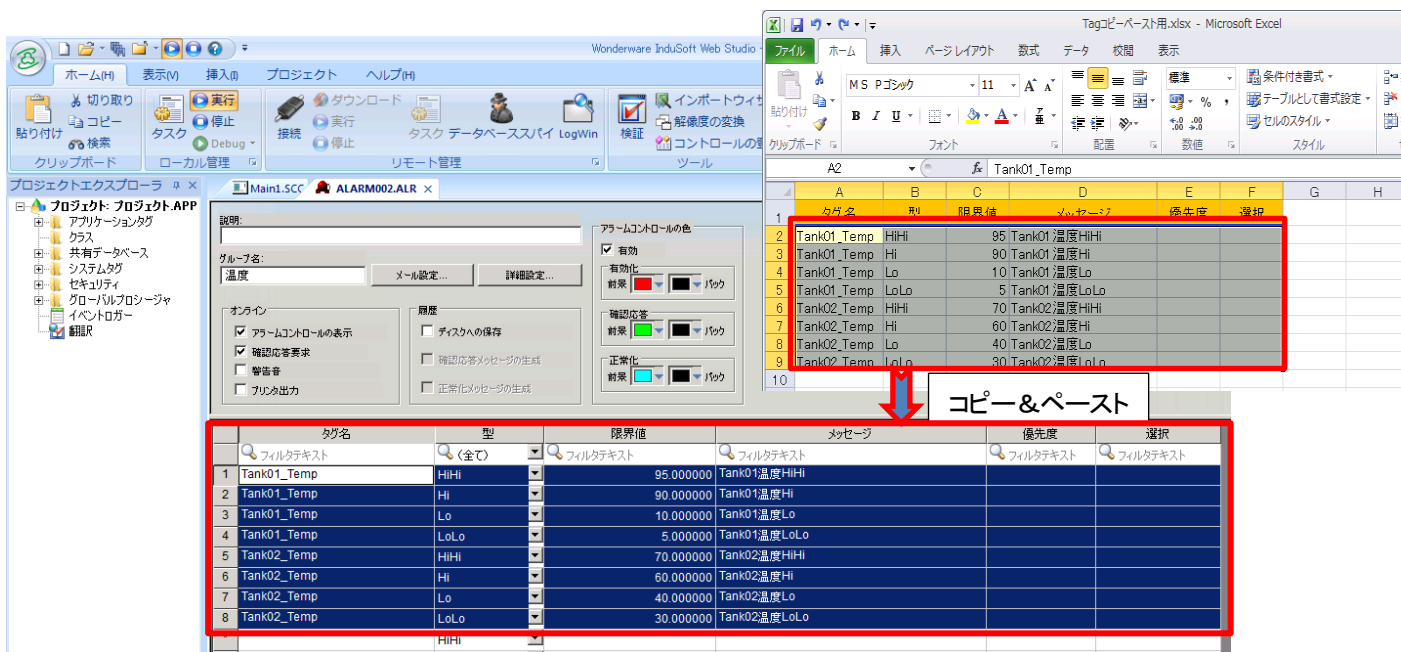 Wonderware InduSoft Web Studio -
ホーム(H) 表示(V) 挿入(I) プロジェクト ヘルプ(H)
貼り付け
切り取り
コピー
検索
クリップボード
タスク
実行
停止
Debug
ローカル管理
接続
ダウンロード
実行
停止
タスク データベーススパイ LogWin
リモート管理
検証
インポートウィザ
解像度の変換
コントロールの
ツール
プロジェクトエクスプローラ
プロジェクト: プロジェクト.APP
アプリケーションタグ
クラス
共有データベース
システムタグ
セキュリティ
グローバルプロシージャ
イベントロガー
翻訳
Main1.SCC ALARM002.ALR
説明:
グループ名:
温度
メール設定... 詳細設定...
オンライン
アラームコントロールの表示
確認応答要求
警告音
プリンタ出力
履歴
ディスクへの保存
確認応答メッセージの生成
正常化メッセージの生成
アラームコントロールの色
有効
有効化
前景 バック
確認応答
前景 バック
正常化
前景 バック
Tagコピーペースト用.xlsx - Microsoft Excel
ファイル ホーム 挿入 ページ レイアウト 数式 データ 校閲 表示
貼り付け
クリップボード
MS Pゴシック 11
B I U
フォント
配置
標準
数値
条件付き書式
テーブルとして書式設定
セルのスタイル
スタイル
A2 fx Tank01_Temp
A B C D E F G H
1 タグ名 型 限界値 メッセージ 優先度 選択
2 Tank01_Temp HiHi 95 Tank01温度HiHi
3 Tank01_Temp Hi 90 Tank01温度Hi
4 Tank01_Temp Lo 10 Tank01温度Lo
5 Tank01_Temp LoLo 5 Tank01温度LoLo
6 Tank02_Temp HiHi 70 Tank02温度HiHi
7 Tank02_Temp Hi 60 Tank02温度Hi
8 Tank02_Temp Lo 40 Tank02温度Lo
9 Tank02_Temp LoLo 30 Tank02温度LoLo
10
コピー&ペースト
タグ名 型 限界値 メッセージ 優先度 選択
フィルタテキスト (全て) フィルタテキスト フィルタテキスト フィルタテキスト フィルタテキスト
1 Tank01_Temp HiHi 95.000000 Tank01温度HiHi
2 Tank01_Temp Hi 90.000000 Tank01温度Hi
3 Tank01_Temp Lo 10.000000 Tank01温度Lo
4 Tank01_Temp LoLo 5.000000 Tank01温度LoLo
5 Tank02_Temp HiHi 70.000000 Tank02温度HiHi
6 Tank02_Temp Hi 60.000000 Tank02温度Hi
7 Tank02_Temp Lo 40.000000 Tank02温度Lo
8 Tank02_Temp LoLo 30.000000 Tank02温度LoLo
* HiHi